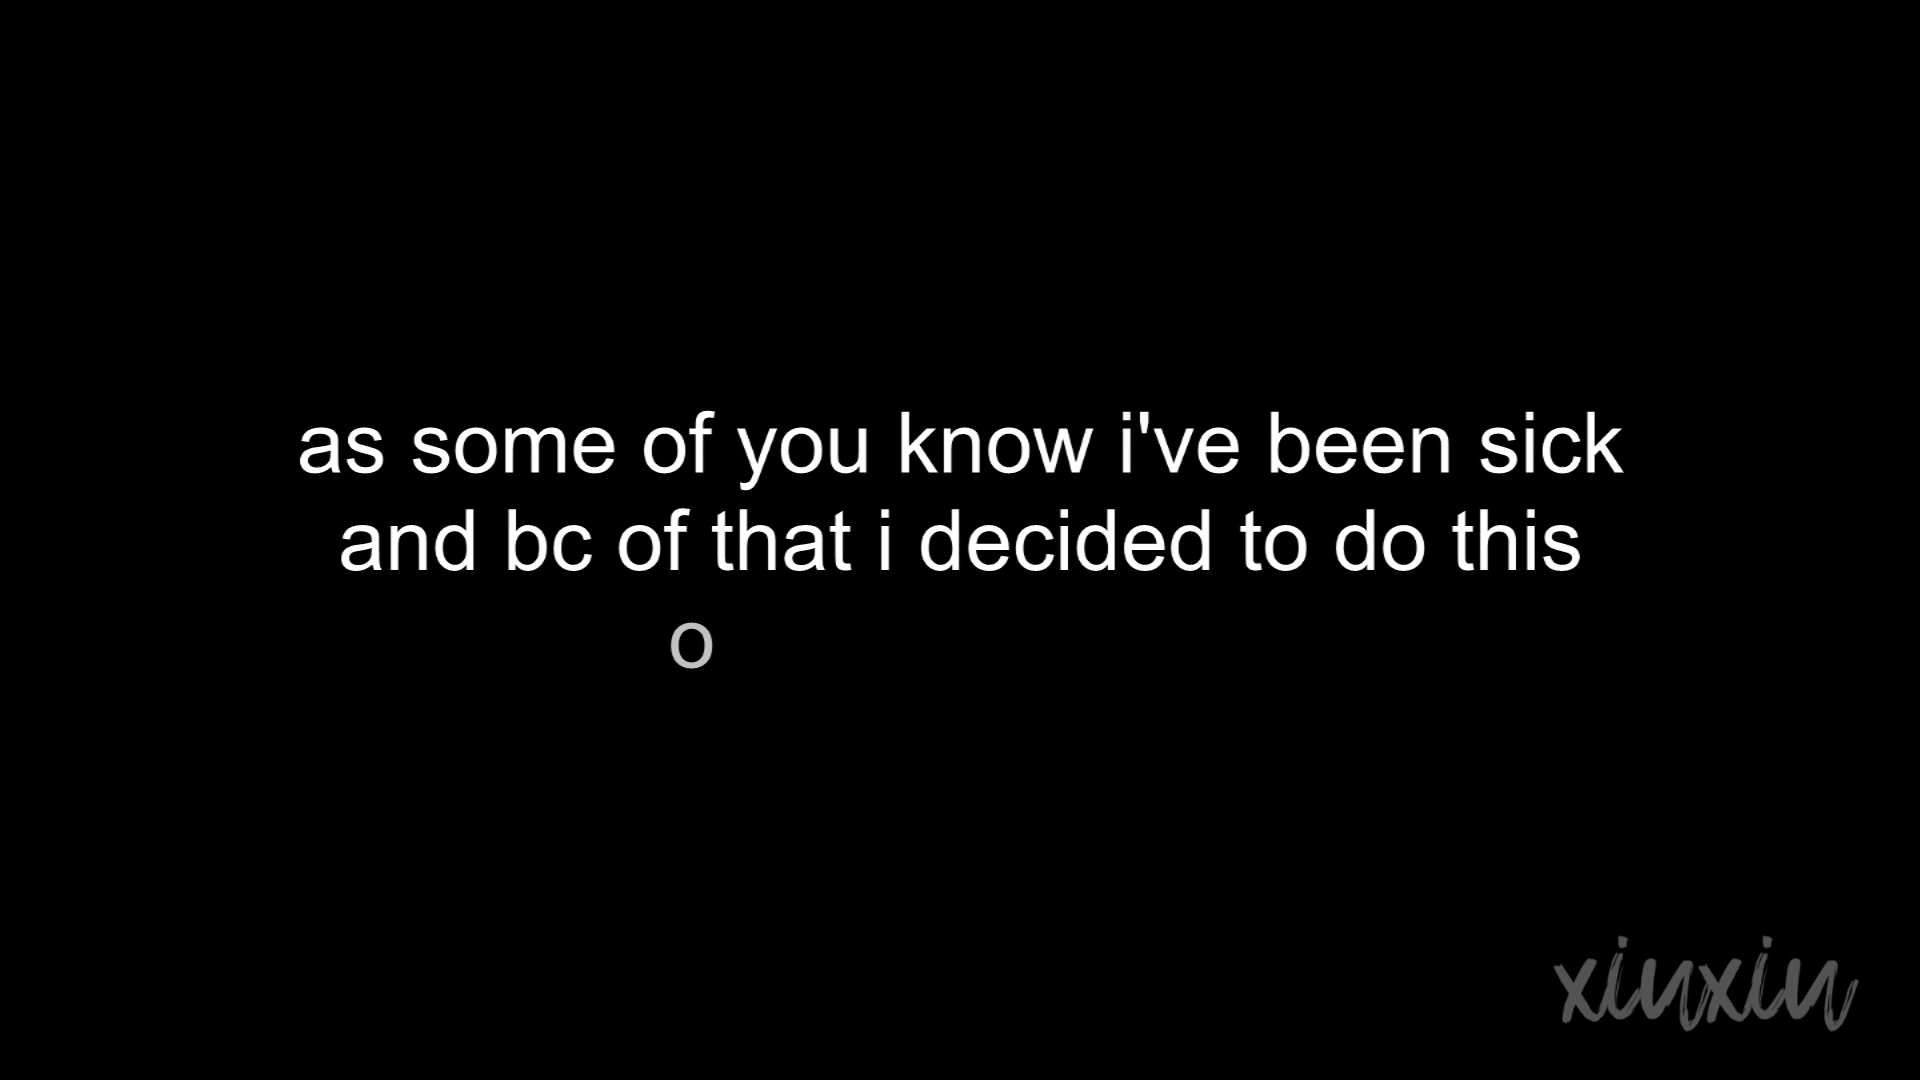 as some of you know i've been sick
and bc of that i decided to do this
o
xinxin